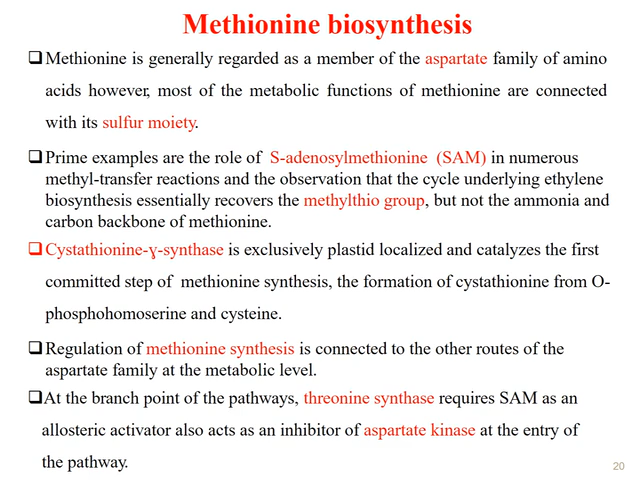 Methionine biosynthesis
❑Methionine is generally regarded as a member of the aspartate family of amino
acids however, most of the metabolic functions of methionine are connected
with its sulfur moiety.
❑Prime examples are the role of S-adenosylmethionine (SAM) in numerous
methyl-transfer reactions and the observation that the cycle underlying ethylene
biosynthesis essentially recovers the methylthio group, but not the ammonia and
carbon backbone of methionine.
❑Cystathionine-ɣ-synthase is exclusively plastid localized and catalyzes the first
committed step of methionine synthesis, the formation of cystathionine from O-
phosphohomoserine and cysteine.
❑Regulation of methionine synthesis is connected to the other routes of the
aspartate family at the metabolic level.
❑At the branch point of the pathways, threonine synthase requires SAM as an
allosteric activator also acts as an inhibitor of aspartate kinase at the entry of
the pathway.
20